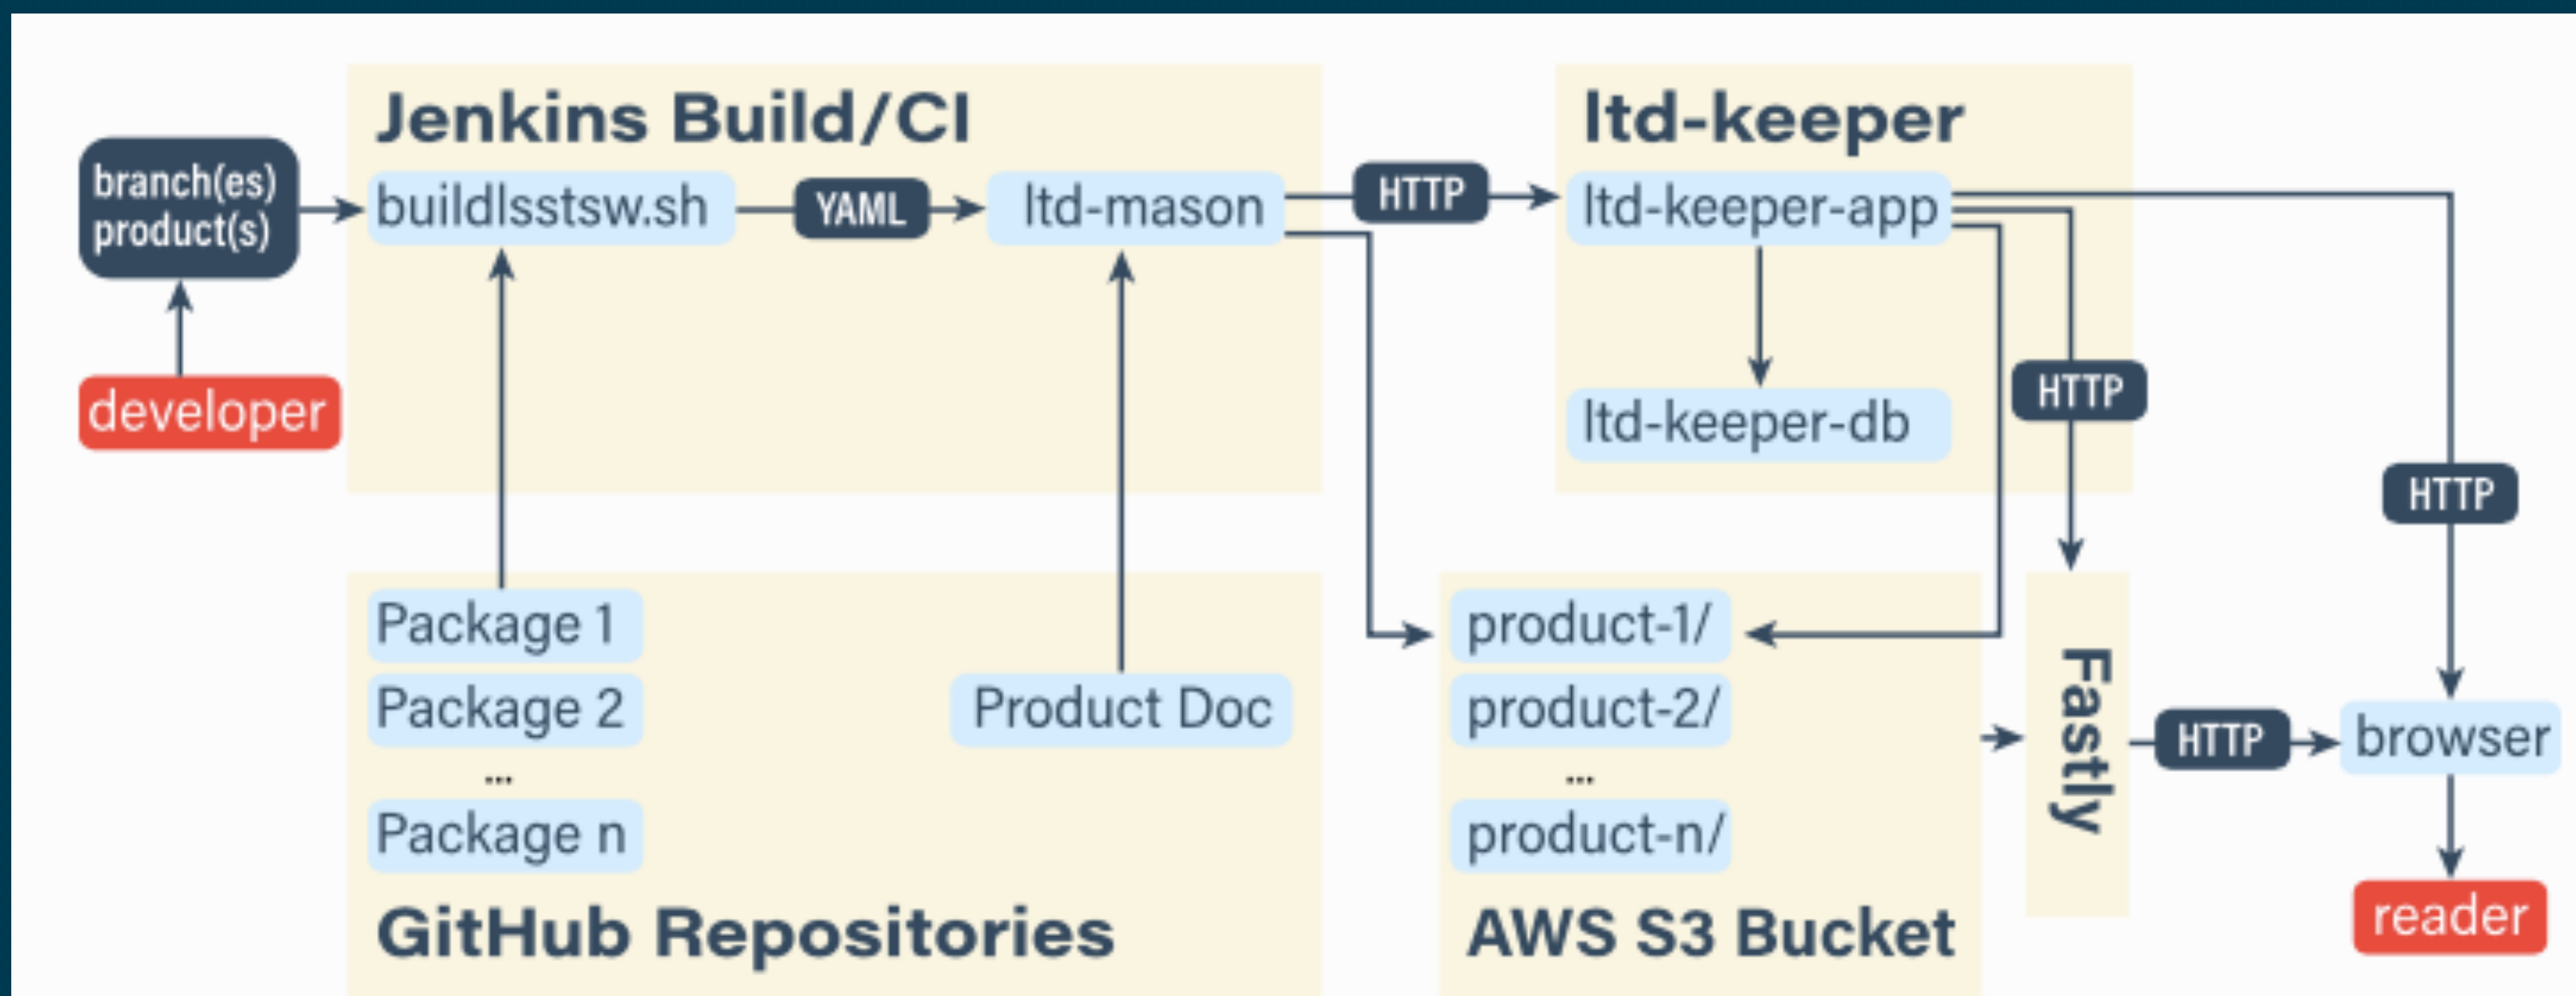 Jenkins Build/CI
ltd-keeper
branch(es)
product(s)
buildlsstsw.sh
YAML
ltd-mason
HTTP
ltd-keeper-app
developer
ltd-keeper-db
HTTP
HTTP
Package 1
Package 2
...
Package n
Product Doc
GitHub Repositories
product-1/
product-2/
...
product-n/
AWS S3 Bucket
Fastly
HTTP
browser
reader